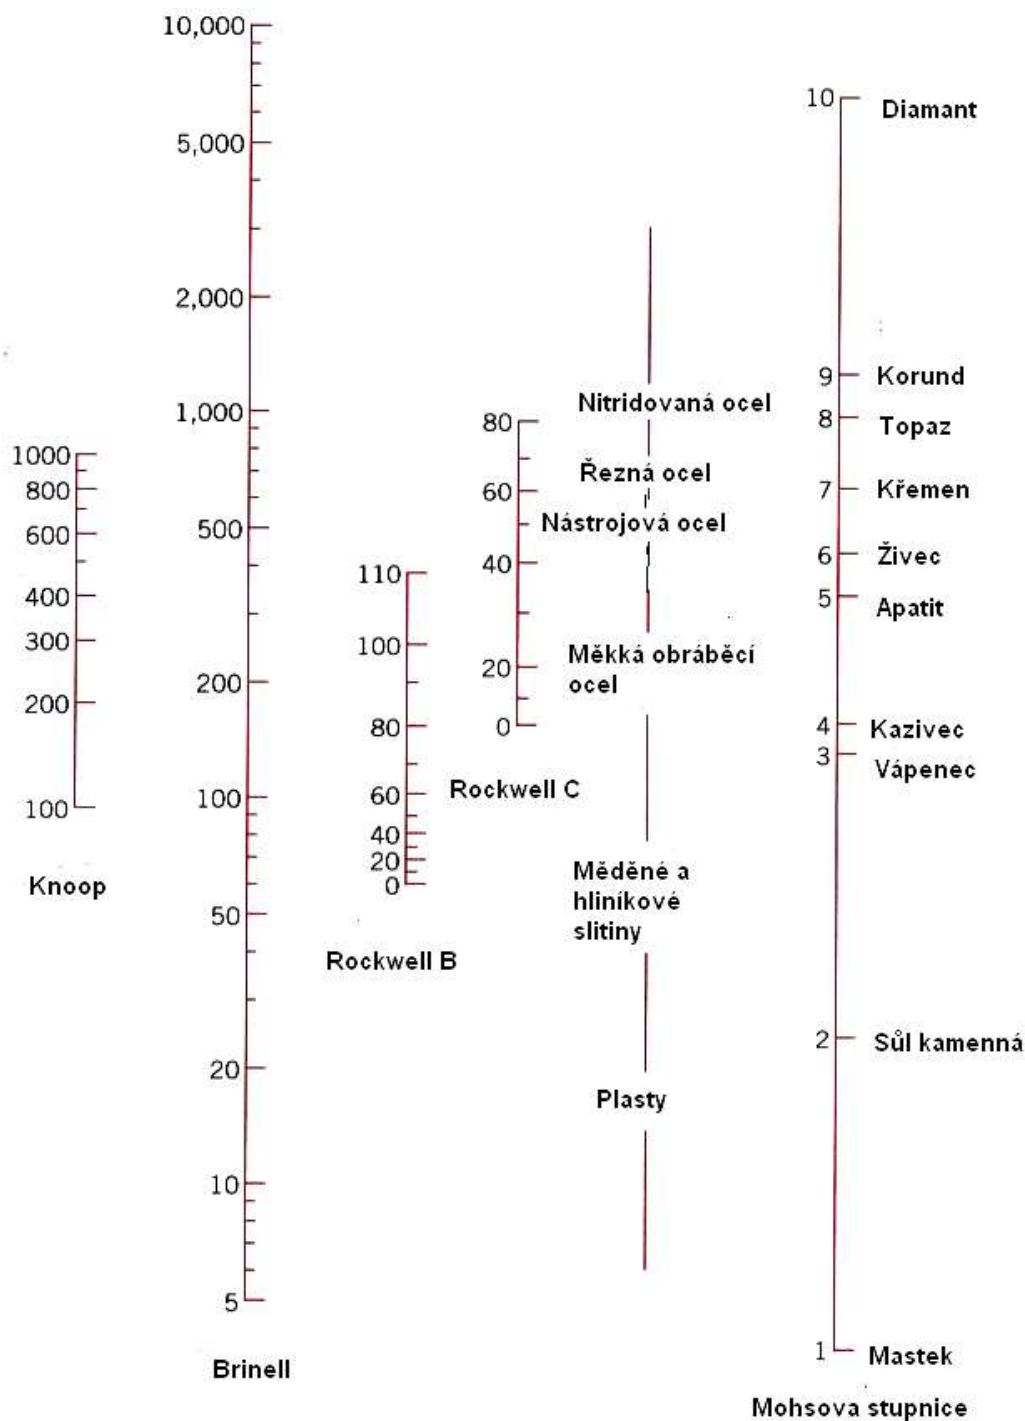 10,000
5,000
2,000
1,000
500
200
100
50
20
10
5
Brinell
1000
800
600
400
300
200
100
Knoop
110
100
80
60
40
20
0
Rockwell B
80
60
40
20
0
Rockwell C
Nitridovaná ocel
Řezná ocel
Nástrojová ocel
Měkká obráběcí
ocel
Měděné a
hliníkové
slitiny
Plasty
10 Diamant
9 Korund
8 Topaz
7 Křemen
6 Živec
5 Apatit
4 Kazivec
3 Vápenec
2 Sůl kamenná
1 Mastek
Mohsova stupnice